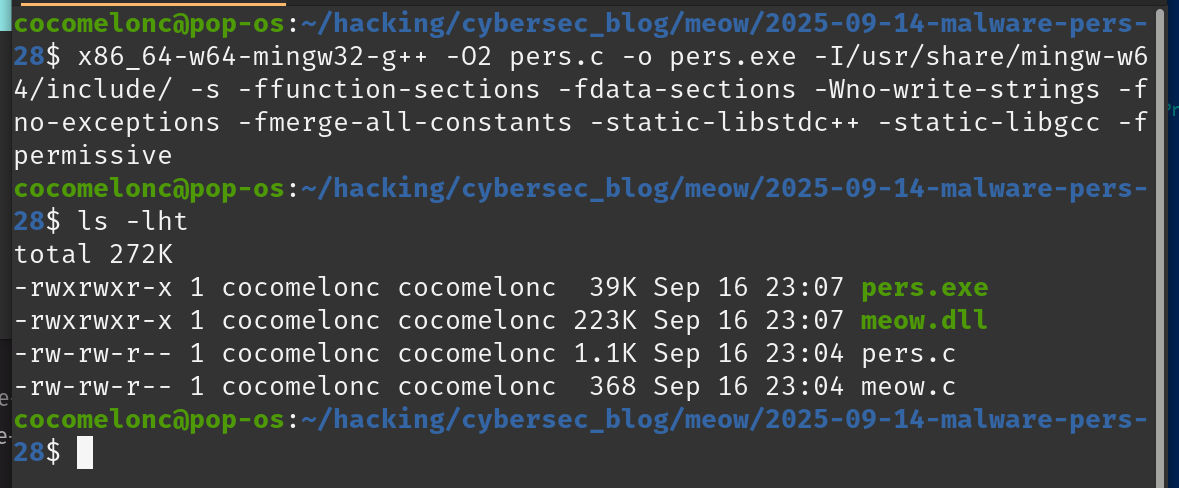 cocomelonc@pop-os:~/hacking/cybersec_blog/meow/2025-09-14-malware-pers-
28$ x86_64-w64-mingw32-g++ -O2 pers.c -o pers.exe -I/usr/share/mingw-w6
4/include/ -s -ffunction-sections -fdata-sections -Wno-write-strings -f
no-exceptions -fmerge-all-constants -static-libstdc++ -static-libgcc -f
permissive
cocomelonc@pop-os:~/hacking/cybersec_blog/meow/2025-09-14-malware-pers-
28$ ls -lht
total 272K
-rwxrwxr-x 1 cocomelonc cocomelonc  39K Sep 16 23:07 pers.exe
-rwxrwxr-x 1 cocomelonc cocomelonc 223K Sep 16 23:07 meow.dll
-rw-rw-r-- 1 cocomelonc cocomelonc 1.1K Sep 16 23:04 pers.c
-rw-rw-r-- 1 cocomelonc cocomelonc  368 Sep 16 23:04 meow.c
cocomelonc@pop-os:~/hacking/cybersec_blog/meow/2025-09-14-malware-pers-
28$